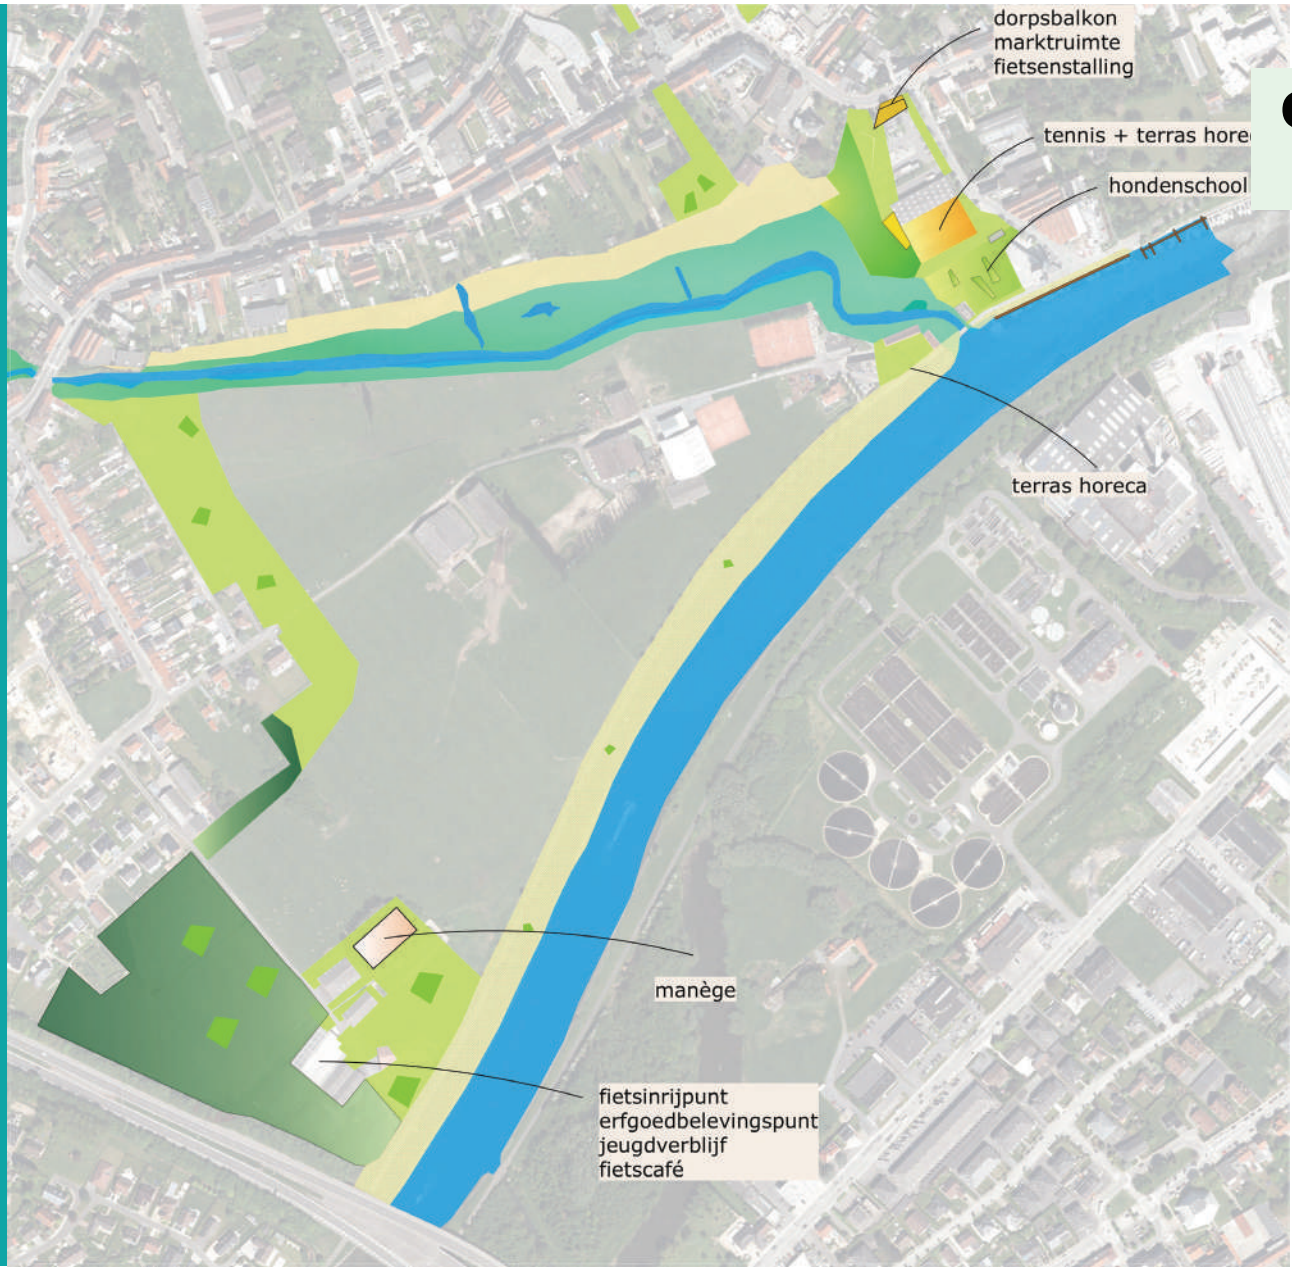 dorpsbalkon
marktruimte
fietsenstalling
tennis + terras
hondenschool
terras horeca
manège
fietsinrijpunt
erfgoedbelevingspunt
jeugdverblijf
fietscafé